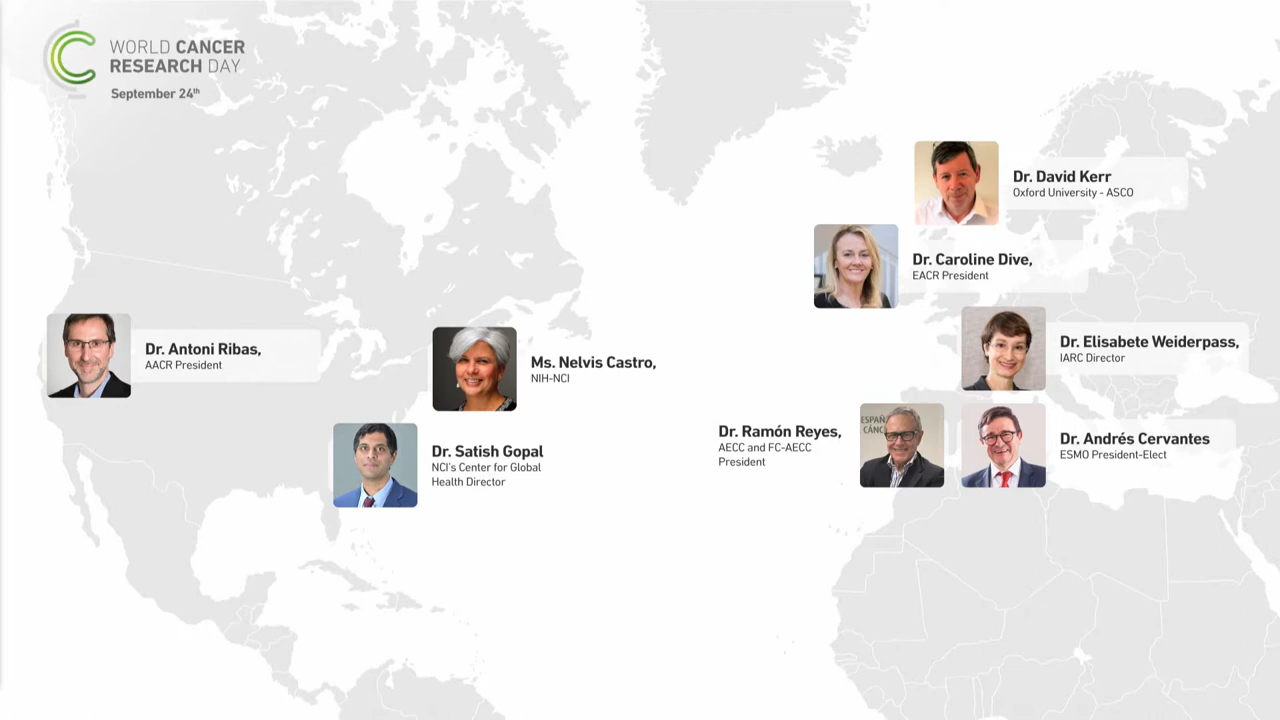 WORLD CANCER
RESEARCH DAY
September 24th
Dr. David Kerr
Oxford University - ASCO
Dr. Caroline Dive,
EACR President
Dr. Antoni Ribas,
AACR President
Ms. Nelvis Castro,
NIH-NCI
Dr. Elisabete Weiderpass,
IARC Director
Dr. Satish Gopal
NCI's Center for Global
Health Director
Dr. Ramón Reyes,
AECC and FC-AECC
President
ESPAÑ
CÁNC
Dr. Andrés Cervantes
ESMO President-Elect